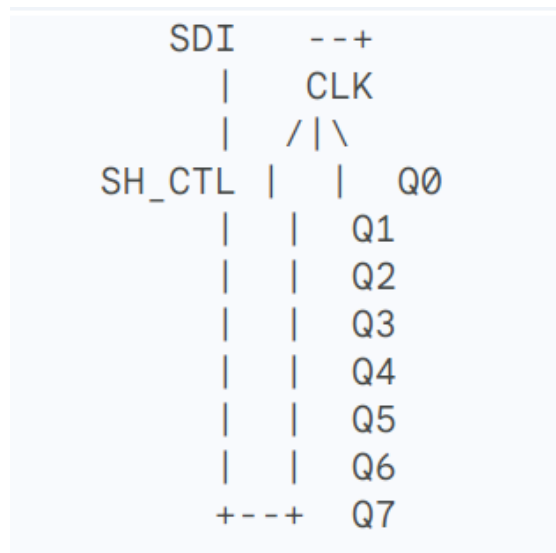 SDI --+
| CLK
| /|\
SH_CTL | | Q0
| | Q1
| | Q2
| | Q3
| | Q4
| | Q5
| | Q6
+--+ Q7